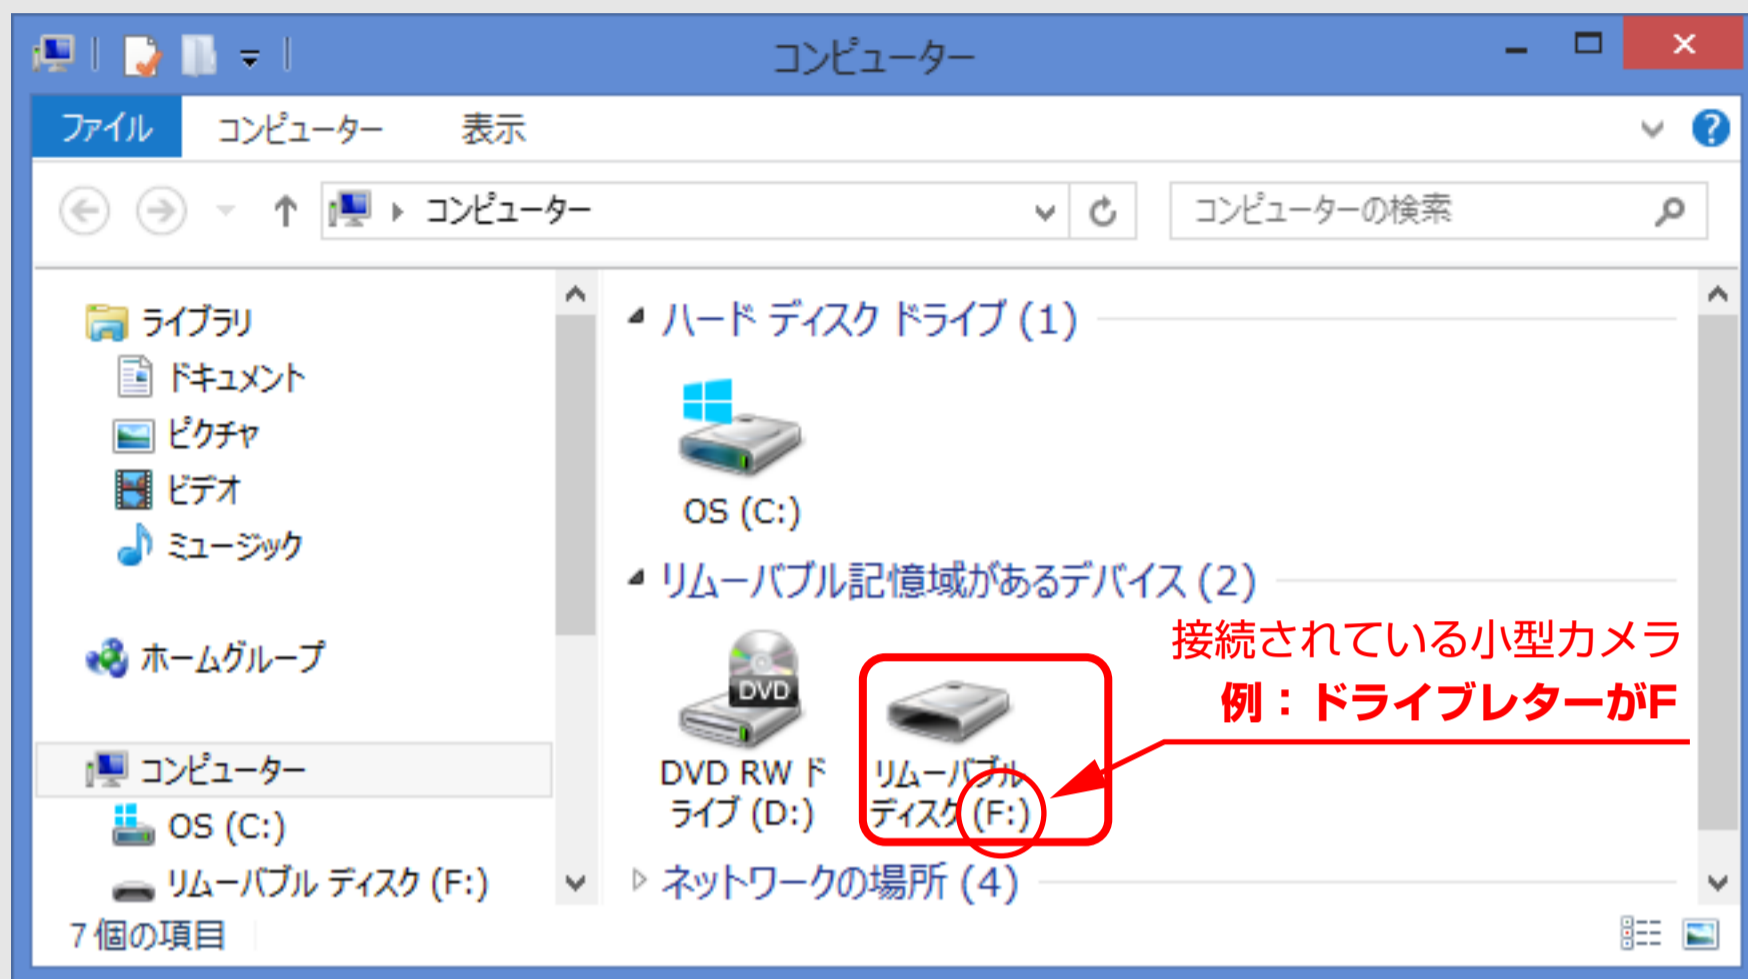 コンピューター
ファイル コンピューター 表示
コンピューター コンピューターの検索
ライブラリ
ドキュメント
ピクチャ
ビデオ
ミュージック
ホームグループ
コンピューター
OS (C:)
リムーバブル ディスク (F:)
ハード ディスク ドライブ (1)
OS (C:)
リムーバブル記憶域があるデバイス (2)
接続されている小型カメラ
例：ドライブレターがF
DVD
DVD RW ド
ライブ (D:)
リムーバブル
ディスク (F:)
ネットワークの場所 (4)
7 個の項目